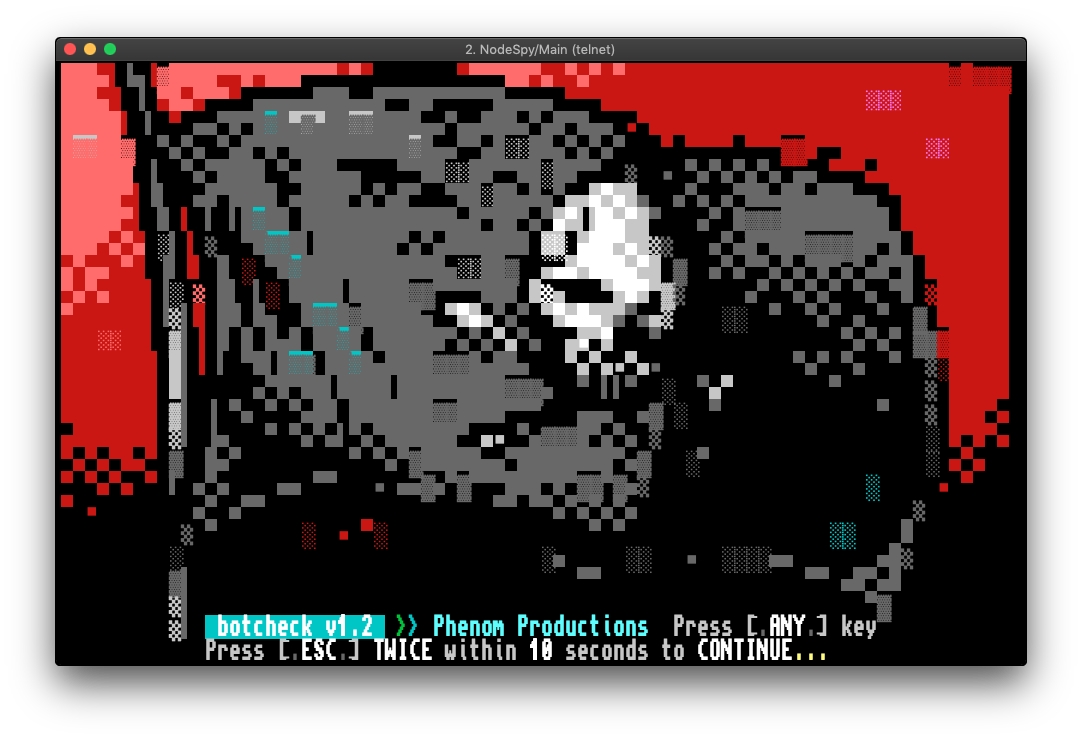 2. NodeSpy/Main (telnet)
botcheck v1.2 》 Phenom Productions Press [.ANY.] key
Press [.ESC.] TWICE within 10 seconds to CONTINUE...